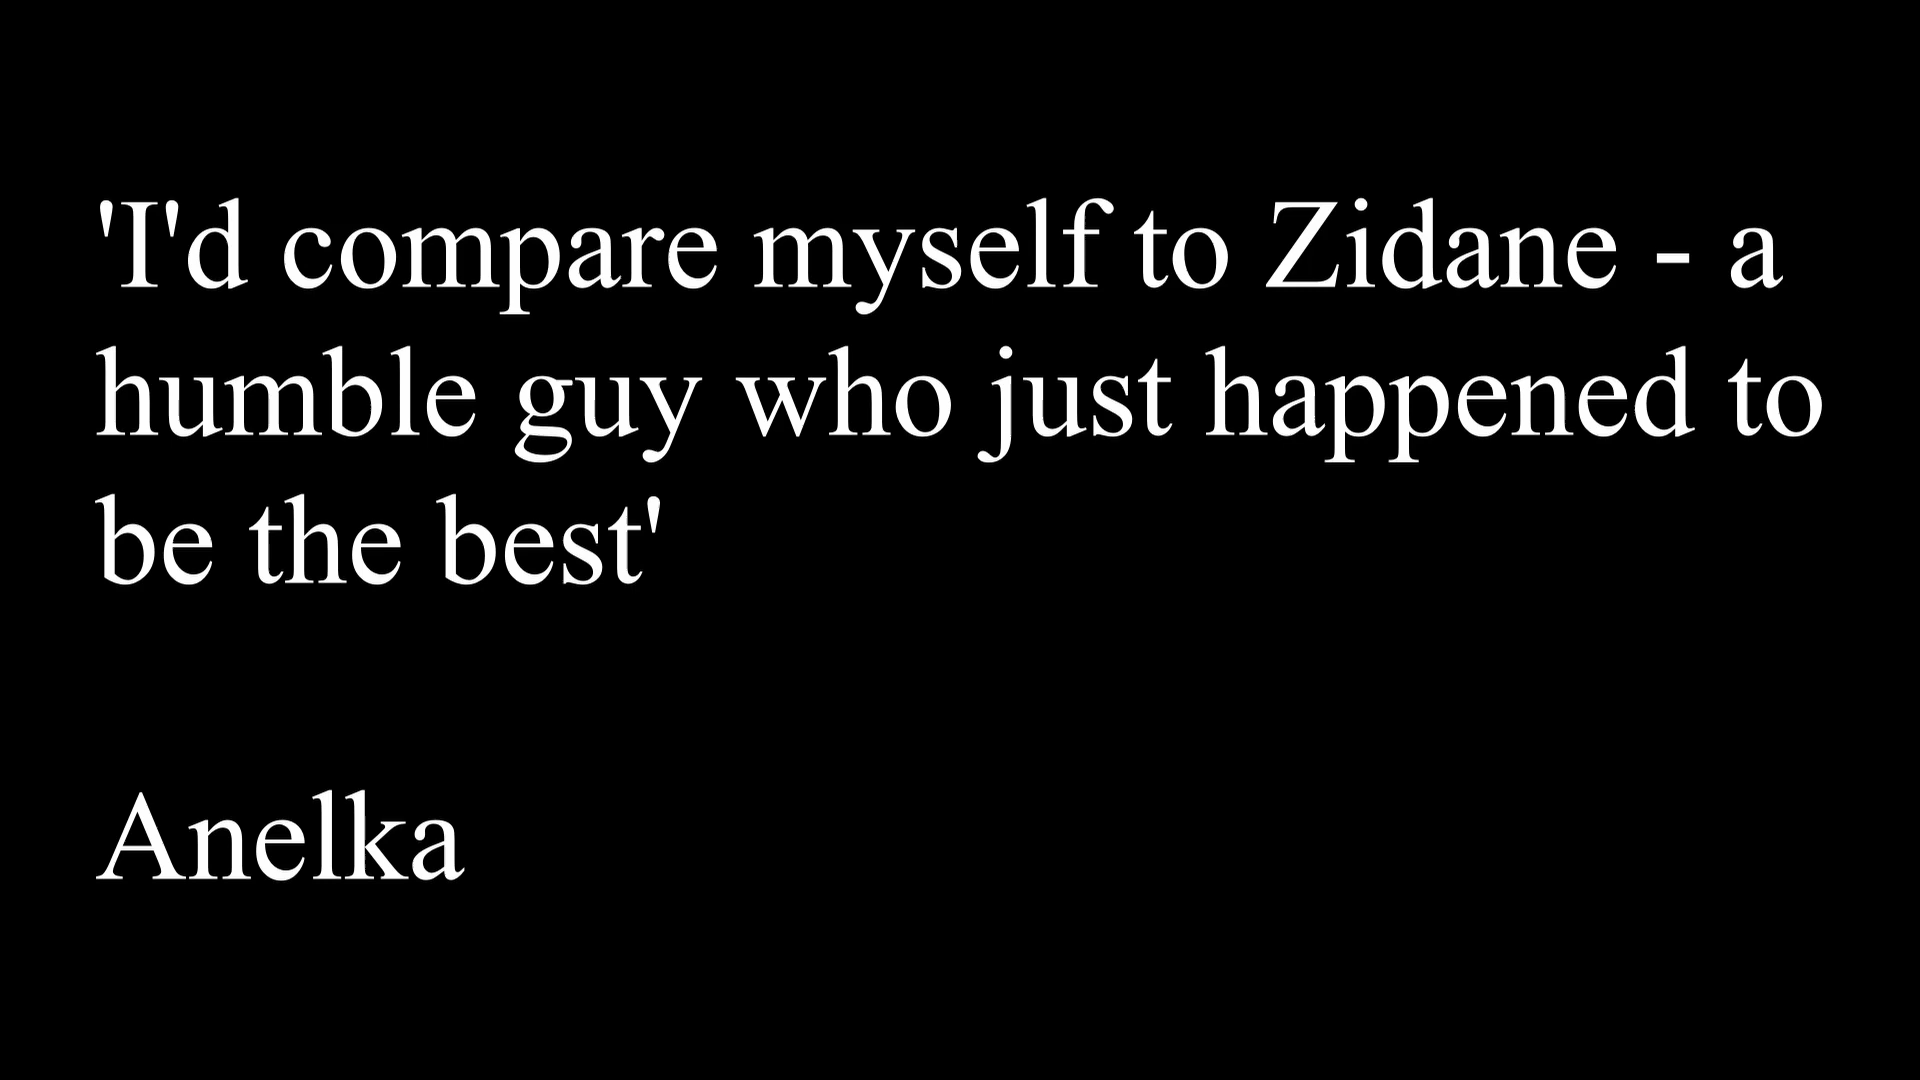 'I'd compare myself to Zidane - a
humble guy who just happened to
be the best'
Anelka